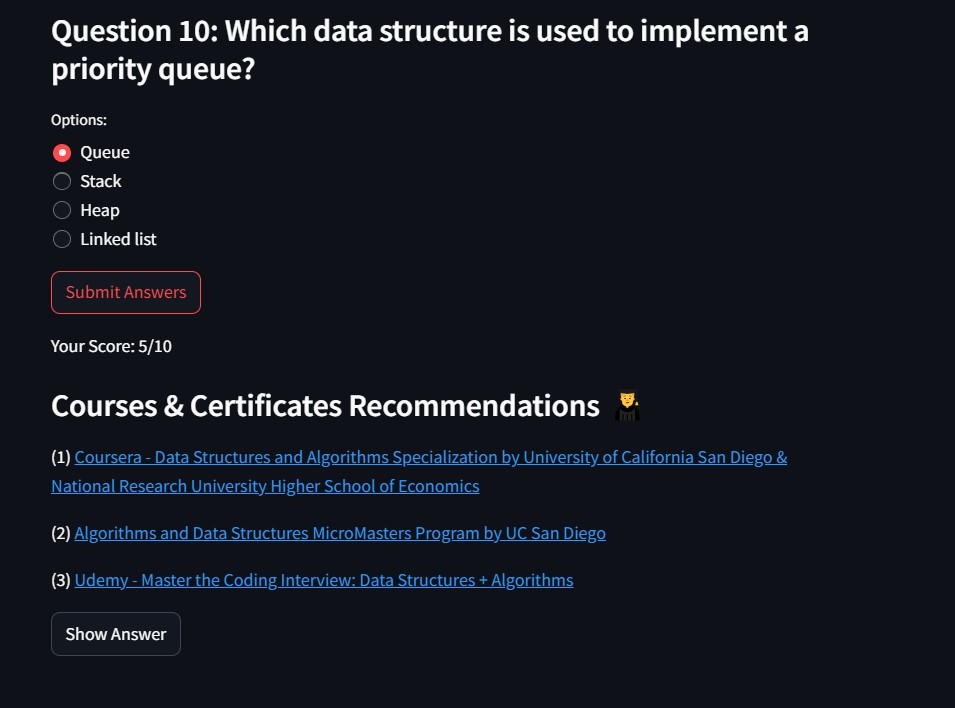 Question 10: Which data structure is used to implement a
priority queue?
Options:
Queue
Stack
Heap
Linked list
Submit Answers
Your Score: 5/10
Courses & Certificates Recommendations
(1) Coursera - Data Structures and Algorithms Specialization by University of California San Diego &
National Research University Higher School of Economics
(2) Algorithms and Data Structures MicroMasters Program by UC San Diego
(3) Udemy - Master the Coding Interview: Data Structures + Algorithms
Show Answer